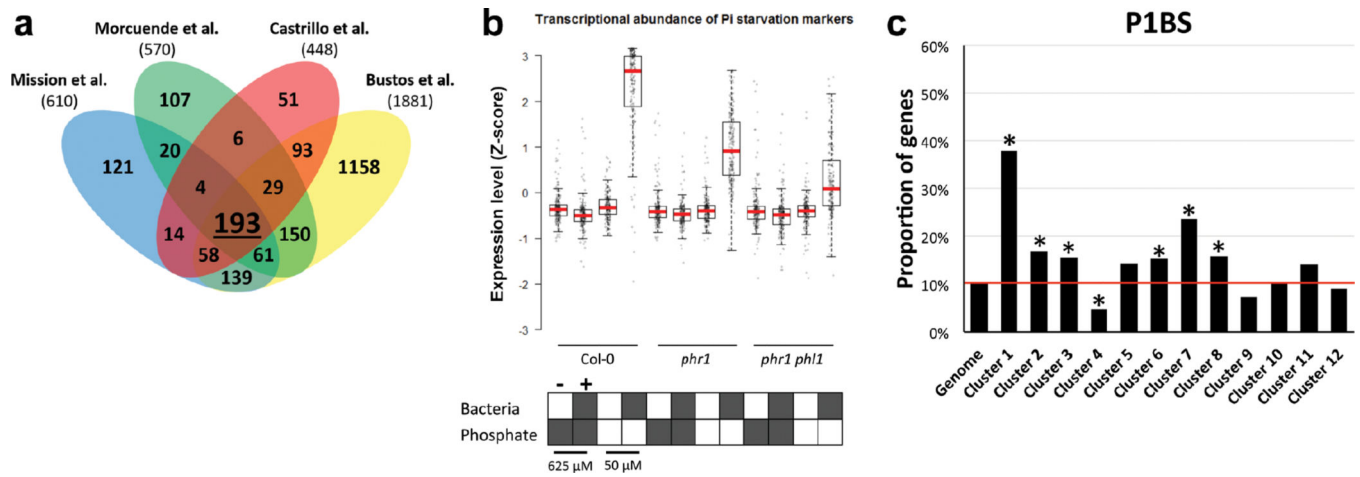 a
Morcuende et al.
(570)
Castrillo et al.
(448)
Mission et al.
(610)
Bustos et al.
(1881)
107
51
6
20
93
121
1158
4
29
193
14
150
58
61
139
b
Transcriptional abundance of Pi starvation markers
Expression level (Z-score)
3
2
1
0
-1
-2
-3
Col-0
phr1
phr1 phl1
- +
Bacteria
Phosphate
625 µM
50 µM
c
P1BS
Proportion of genes
60%
50%
40%
30%
20%
10%
0%
* * * * * * *
Genome
Cluster 1
Cluster 2
Cluster 3
Cluster 4
Cluster 5
Cluster 6
Cluster 7
Cluster 8
Cluster 9
Cluster 10
Cluster 11
Cluster 12